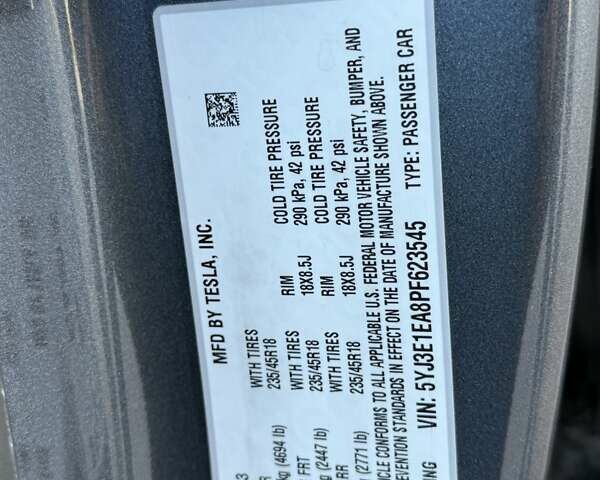 MFD BY TESLA, INC.
WITH TIRES RIM COLD TIRE PRESSURE
kg (4694 lb) 235/45R18 18X8.5J 290 kPa, 42 psi
FRT WITH TIRES RIM COLD TIRE PRESSURE
(2447 lb) 235/45R18 18X8.5J 290 kPa, 42 psi
RR WITH TIRES RIM COLD TIRE PRESSURE
(2771 lb) 235/45R18 18X8.5J 290 kPa, 42 psi
CONFORMS TO ALL APPLICABLE U.S. FEDERAL MOTOR VEHICLE SAFETY, BUMPER, AND
STANDARDS IN EFFECT ON THE DATE OF MANUFACTURE SHOWN ABOVE.
VIN: 5YJ3E1EA8PF623545 TYPE: PASSENGER CAR